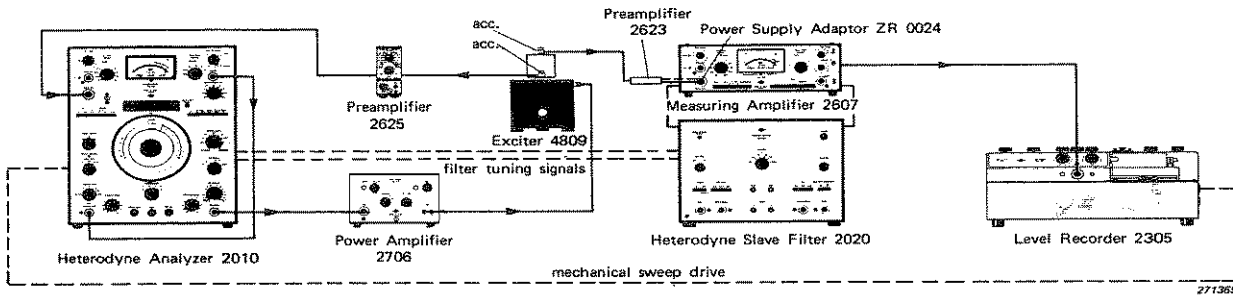 Preamplifier
2623
acc.
acc.
Power Supply Adaptor ZR 0024
Preamplifier
2625
Measuring Amplifier 2607
Exciter 4809
filter tuning signals
Power Amplifier
2706
Heterodyne Analyzer 2010
Heterodyne Slave Filter 2020
Level Recorder 2305
mechanical sweep drive